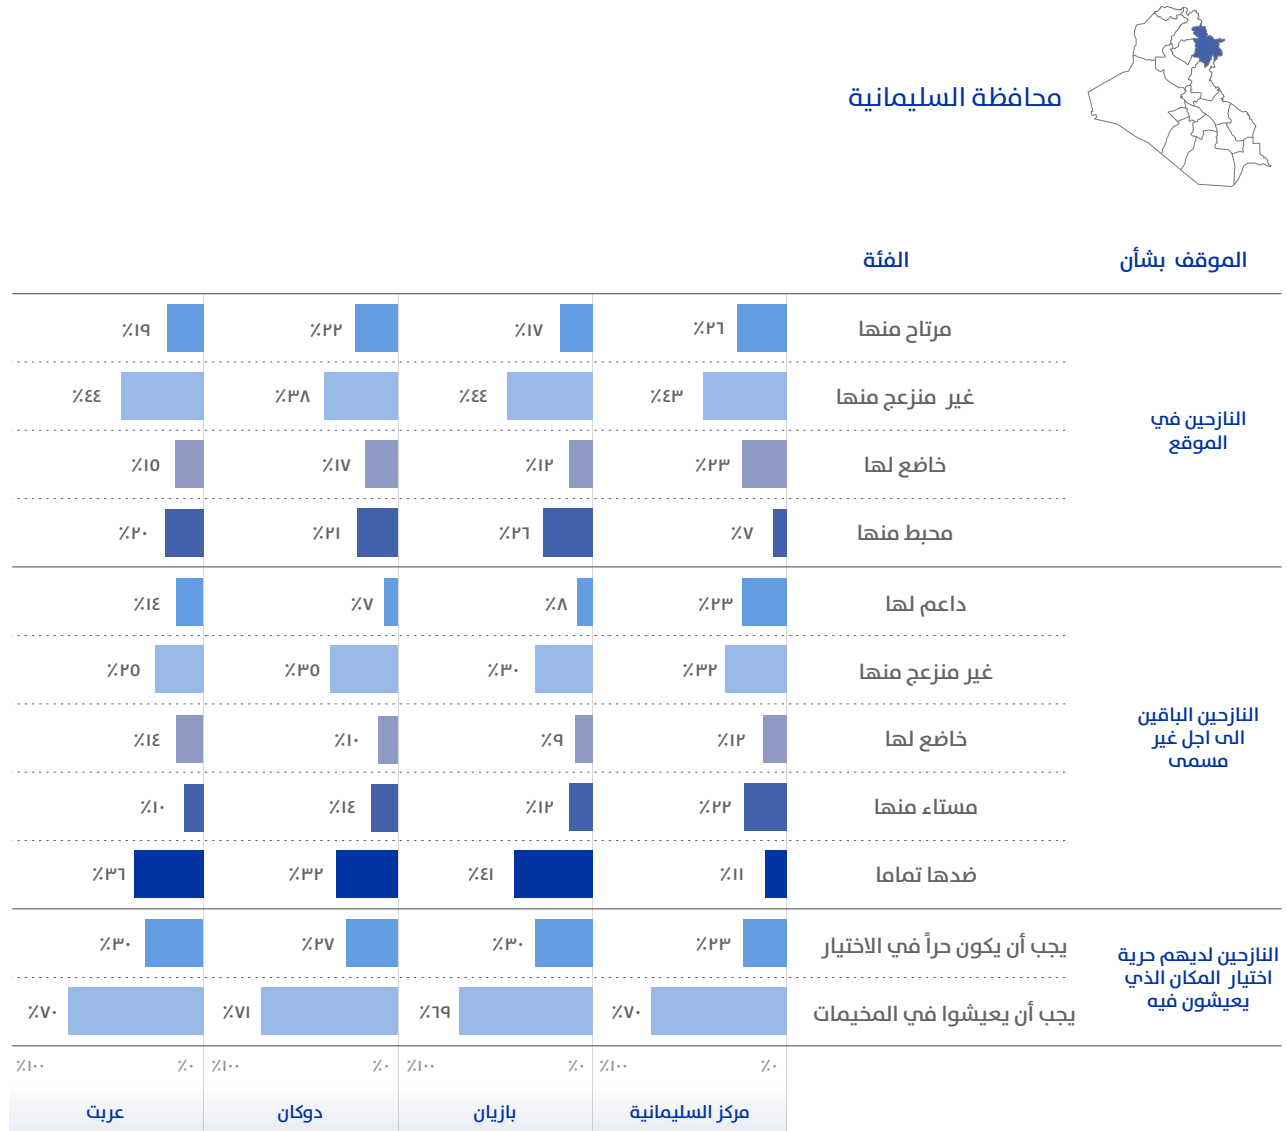 محافظة السليمانية
الموقف بشأن الفئة
النازحين في
الموقع
مرتاح منها ٢٦٪ ١٧٪ ٢٢٪ ١٩٪
غير منزعج منها ٤٣٪ ٤٤٪ ٣٨٪ ٤٤٪
خاضع لها ٢٣٪ ١٢٪ ١٧٪ ١٥٪
محبط منها ٧٪ ٢٦٪ ٢١٪ ٢٠٪
النازحين الباقين
الى اجل غير
مسمى
داعم لها ٢٣٪ ٨٪ ٧٪ ١٤٪
غير منزعج منها ٣٢٪ ٣٠٪ ٣٥٪ ٢٥٪
خاضع لها ١٢٪ ٩٪ ١٠٪ ١٤٪
مستاء منها ٢٢٪ ١٢٪ ١٤٪ ١٠٪
ضدها تماما ١١٪ ٤١٪ ٣٢٪ ٣٦٪
النازحين لديهم حرية
اختيار المكان الذي
يعيشون فيه
يجب أن يكون حراً في الاختيار ٢٣٪ ٣٠٪ ٢٧٪ ٣٠٪
يجب أن يعيشوا في المخيمات ٧٠٪ ٦٩٪ ٧١٪ ٧٠٪
٠٪ ١٠٠٪ ٠٪ ١٠٠٪ ٠٪ ١٠٠٪ ٠٪ ١٠٠٪
مركز السليمانية بازيان دوكان عربت